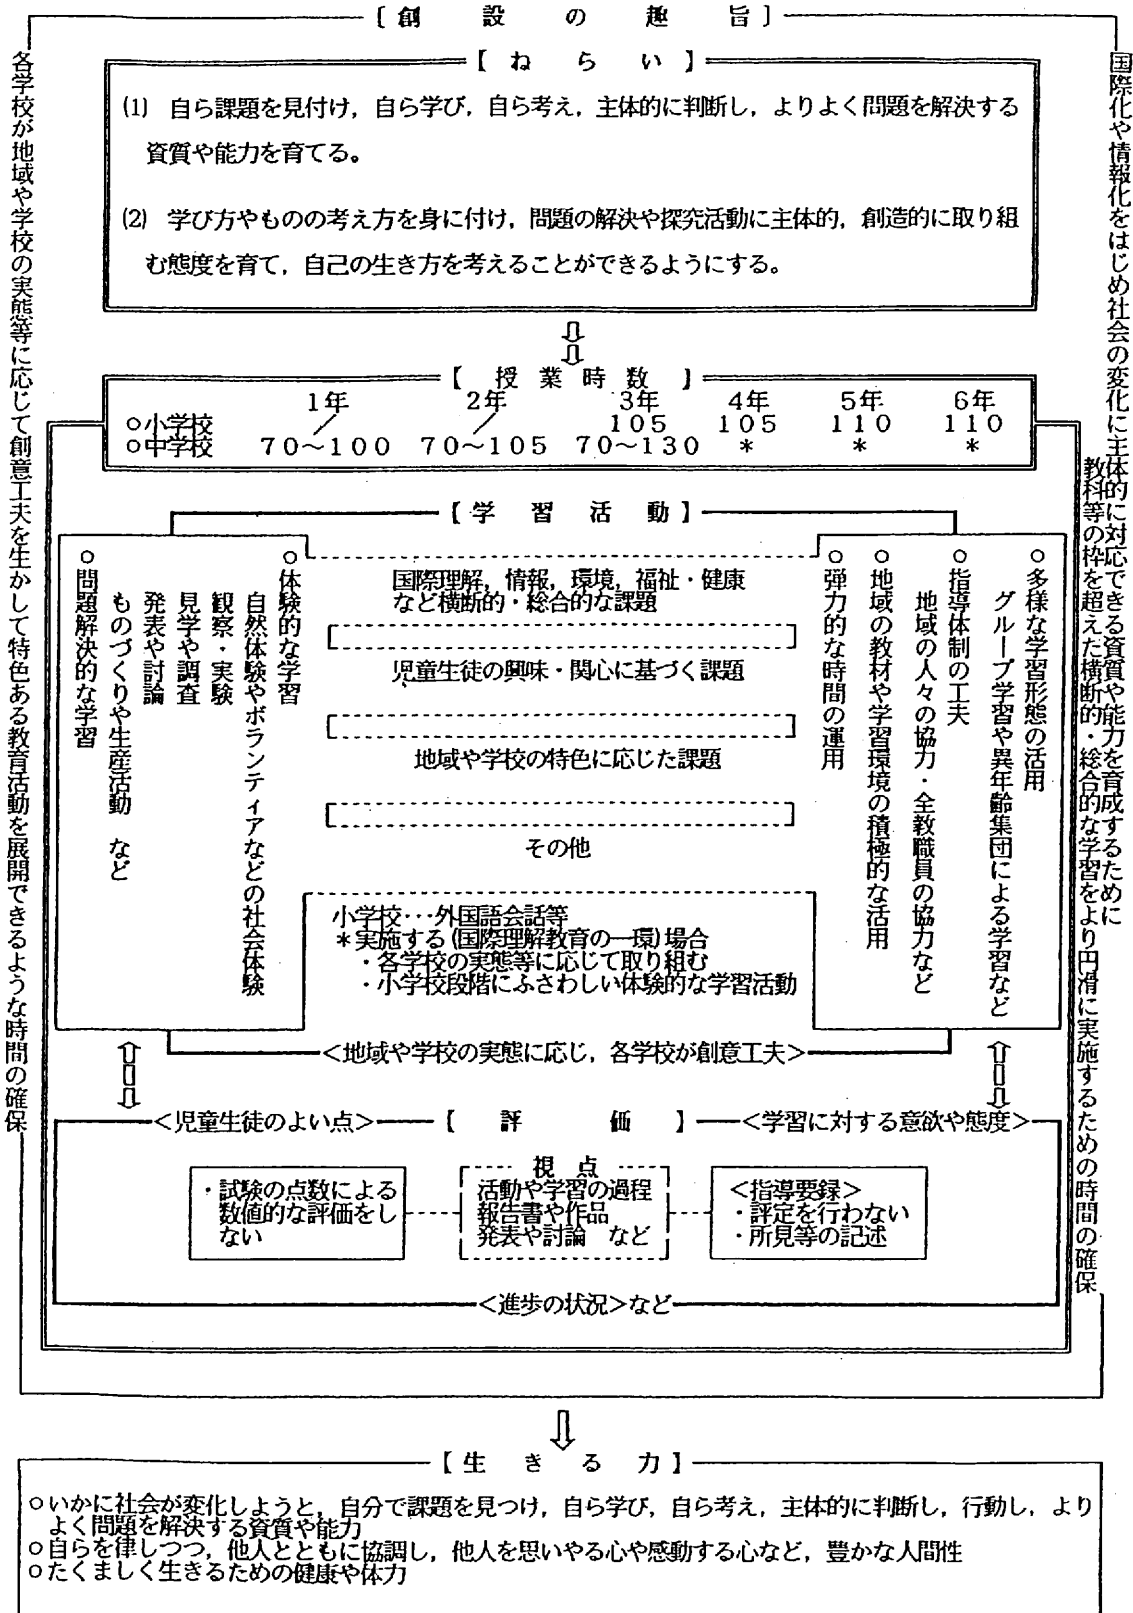 [創設の趣旨]
国際化や情報化をはじめ社会の変化に主体的に対応できる資質や能力を育成するために
教科等の枠を超えた横断的・総合的な学習をより円滑に実施するための時間の確保
各学校が地域や学校の実態等に応じて創意工夫を生かして特色ある教育活動を展開できるような時間の確保
【ねらい】
(1) 自ら課題を見付け，自ら学び，自ら考え，主体的に判断し，よりよく問題を解決する
資質や能力を育てる。
(2) 学び方やものの考え方を身に付け，問題の解決や探究活動に主体的，創造的に取り組
む態度を育て，自己の生き方を考えることができるようにする。
【授業時数】
1年 2年 3年 4年 5年 6年
○小学校 ／ ／ 105 105 110 110
○中学校 70～100 70～105 70～130 * * *
【学習活動】
○多様な学習形態の活用
グループ学習や異年齢集団による学習など
○指導体制の工夫
地域の人々の協力・全教職員の協力など
○地域の教材や学習環境の積極的な活用
○弾力的な時間の運用
国際理解，情報，環境，福祉・健康
など横断的・総合的な課題
児童生徒の興味・関心に基づく課題
地域や学校の特色に応じた課題
その他
小学校…外国語会話等
*実施する(国際理解教育の一環)場合
・各学校の実態等に応じて取り組む
・小学校段階にふさわしい体験的な学習活動
○体験的な学習
自然体験やボランティアなどの社会体験
観察・実験
見学や調査
発表や討論
ものづくりや生産活動 など
○問題解決的な学習
<地域や学校の実態に応じ，各学校が創意工夫>
<児童生徒のよい点>【評価】<学習に対する意欲や態度>
・試験の点数による
数値的な評価をし
ない
視点
活動や学習の過程
報告書や作品
発表や討論 など
<指導要録>
・評定を行わない
・所見等の記述
<進歩の状況>など
【生きる力】
○いかに社会が変化しようと，自分で課題を見つけ，自ら学び，自ら考え，主体的に判断し，行動し，より
よく問題を解決する資質や能力
○自らを律しつつ，他人とともに協調し，他人を思いやる心や感動する心など，豊かな人間性
○たくましく生きるための健康や体力